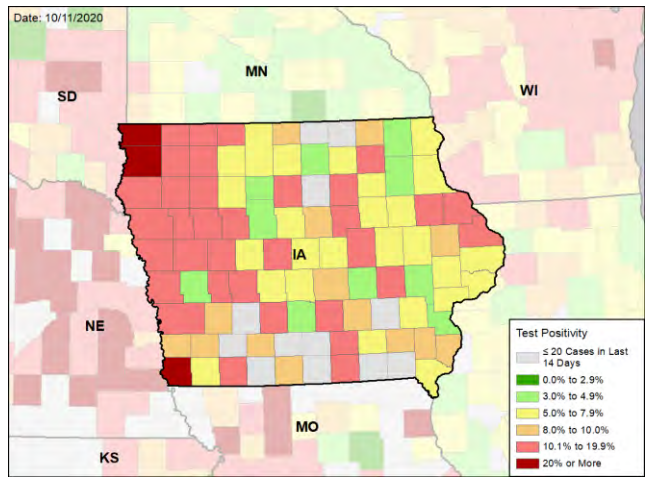 Date: 10/11/2020
MN
SD
WI
IA
NE
MO
KS
Test Positivity
≤ 20 Cases in Last
14 Days
0.0% to 2.9%
3.0% to 4.9%
5.0% to 7.9%
8.0% to 10.0%
10.1% to 19.9%
20% or More